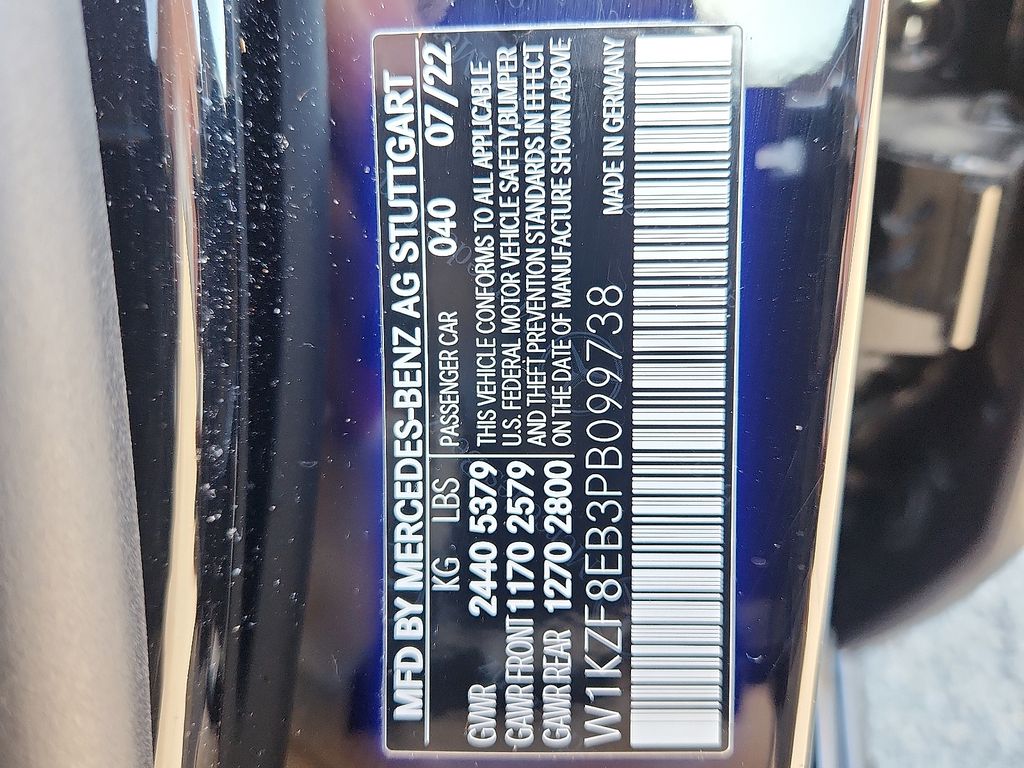 MFD BY MERCEDES-BENZ AG STUTTGART
KG LBS PASSENGER CAR 040 07/22
GVWR 2440 5379 THIS VEHICLE CONFORMS TO ALL APPLICABLE
GAWR FRONT 1170 2579 U.S. FEDERAL MOTOR VEHICLE SAFETY BUMPER
GAWR REAR 1270 2800 AND THEFT PREVENTION STANDARDS IN EFFECT
ON THE DATE OF MANUFACTURE SHOWN ABOVE
W1KZF8EB3PB099738 MADE IN GERMANY